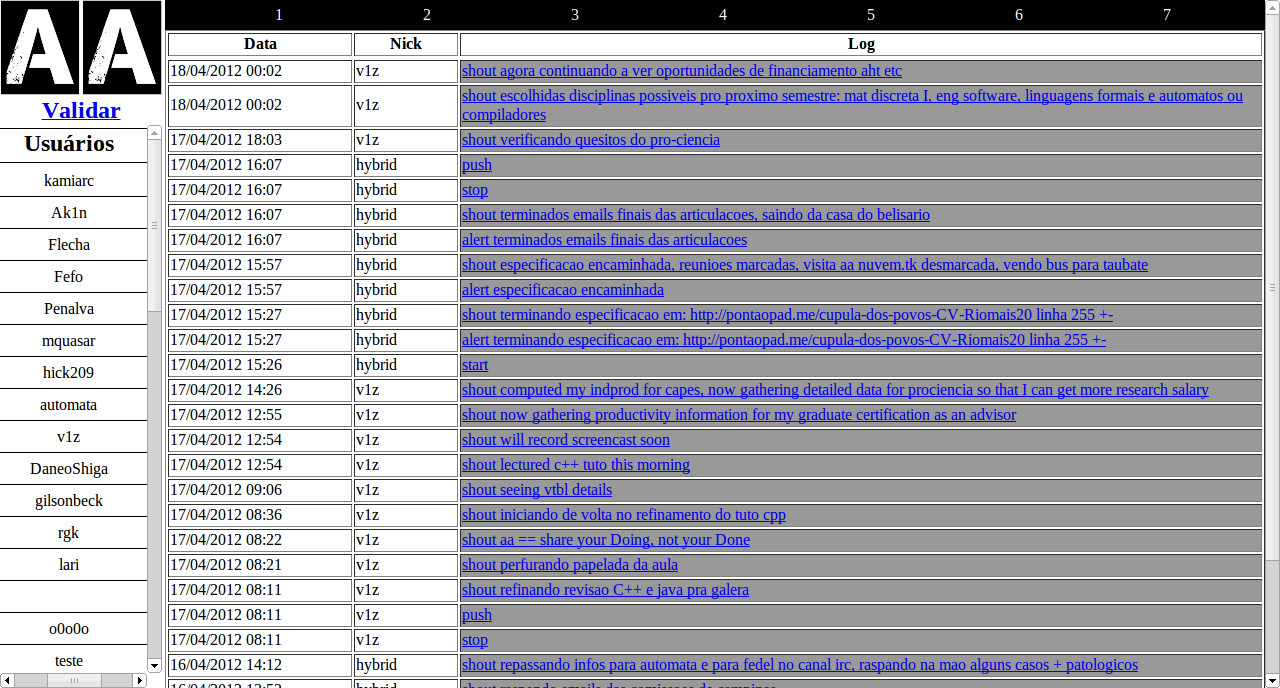 AA
1 2 3 4 5 6 7
Validar
Usuários
kamiarc
Ak1n
Flecha
Fefo
Penalva
mquasar
hick209
automata
v1z
DaneoShiga
gilsonbeck
rgk
lari
o0o0o
teste
Data Nick Log
18/04/2012 00:02 v1z shout agora continuando a ver oportunidades de financiamento aht etc
18/04/2012 00:02 v1z shout escolhidas disciplinas possiveis pro proximo semestre: mat discreta I, eng software, linguagens formais e automatos ou
compiladores
17/04/2012 18:03 v1z shout verificando quesitos do pro-ciencia
17/04/2012 16:07 hybrid push
17/04/2012 16:07 hybrid stop
17/04/2012 16:07 hybrid shout terminados emails finais das articulacoes, saindo da casa do belisario
17/04/2012 16:07 hybrid alert terminados emails finais das articulacoes
17/04/2012 15:57 hybrid shout especificacao encaminhada, reunioes marcadas, visita aa nuvem.tk desmarcada, vendo bus para taubate
17/04/2012 15:57 hybrid alert especificacao encaminhada
17/04/2012 15:27 hybrid shout terminando especificacao em: http://pontaopad.me/cupula-dos-povos-CV-Riomais20 linha 255 +-
17/04/2012 15:27 hybrid alert terminando especificacao em: http://pontaopad.me/cupula-dos-povos-CV-Riomais20 linha 255 +-
17/04/2012 15:26 hybrid start
17/04/2012 14:26 v1z shout computed my indprod for capes, now gathering detailed data for prociencia so that I can get more research salary
17/04/2012 12:55 v1z shout now gathering productivity information for my graduate certification as an advisor
17/04/2012 12:54 v1z shout will record screencast soon
17/04/2012 12:54 v1z shout lectured c++ tuto this morning
17/04/2012 09:06 v1z shout seeing vtbl details
17/04/2012 08:36 v1z shout iniciando de volta no refinamento do tuto cpp
17/04/2012 08:22 v1z shout aa == share your Doing, not your Done
17/04/2012 08:21 v1z shout perfurando papelada da aula
17/04/2012 08:11 v1z shout refinando revisao C++ e java pra galera
17/04/2012 08:11 v1z push
17/04/2012 08:11 v1z stop
16/04/2012 14:12 hybrid shout repassando infos para automata e para fedel no canal irc, raspando na mao alguns casos + patologicos